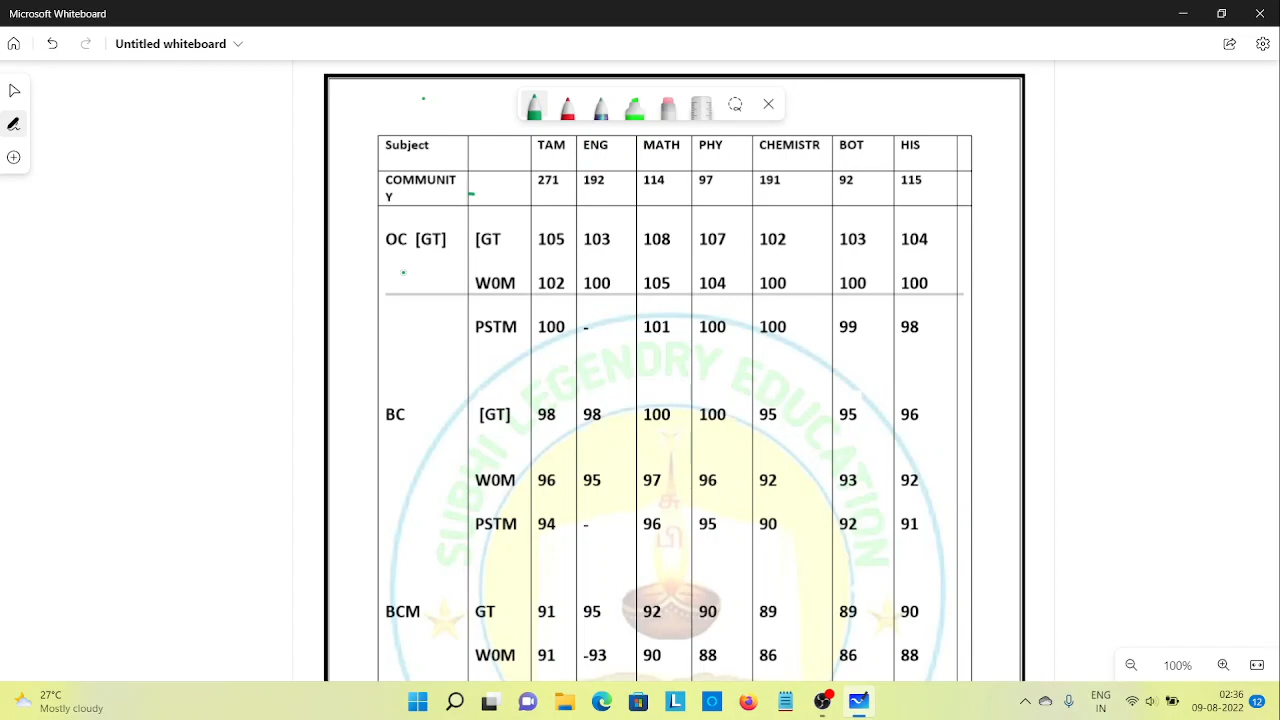 Microsoft Whiteboard
Untitled whiteboard
Subject TAM ENG MATH PHY CHEMISTR BOT HIS
COMMUNIT 271 192 114 97 191 92 115
Y
OC [GT] [GT 105 103 108 107 102 103 104
W0M 102 100 105 104 100 100 100
PSTM 100 - 101 100 100 99 98
BC [GT] 98 98 100 100 95 95 96
W0M 96 95 97 96 92 93 92
PSTM 94 - 96 95 90 92 91
BCM GT 91 95 92 90 89 89 90
W0M 91 -93 90 88 86 86 88
SUBHI LEGENDRY EDUCATION
சு
பி
100%
27°C
Mostly cloudy
ENG
IN
02:36
09-08-2022
12